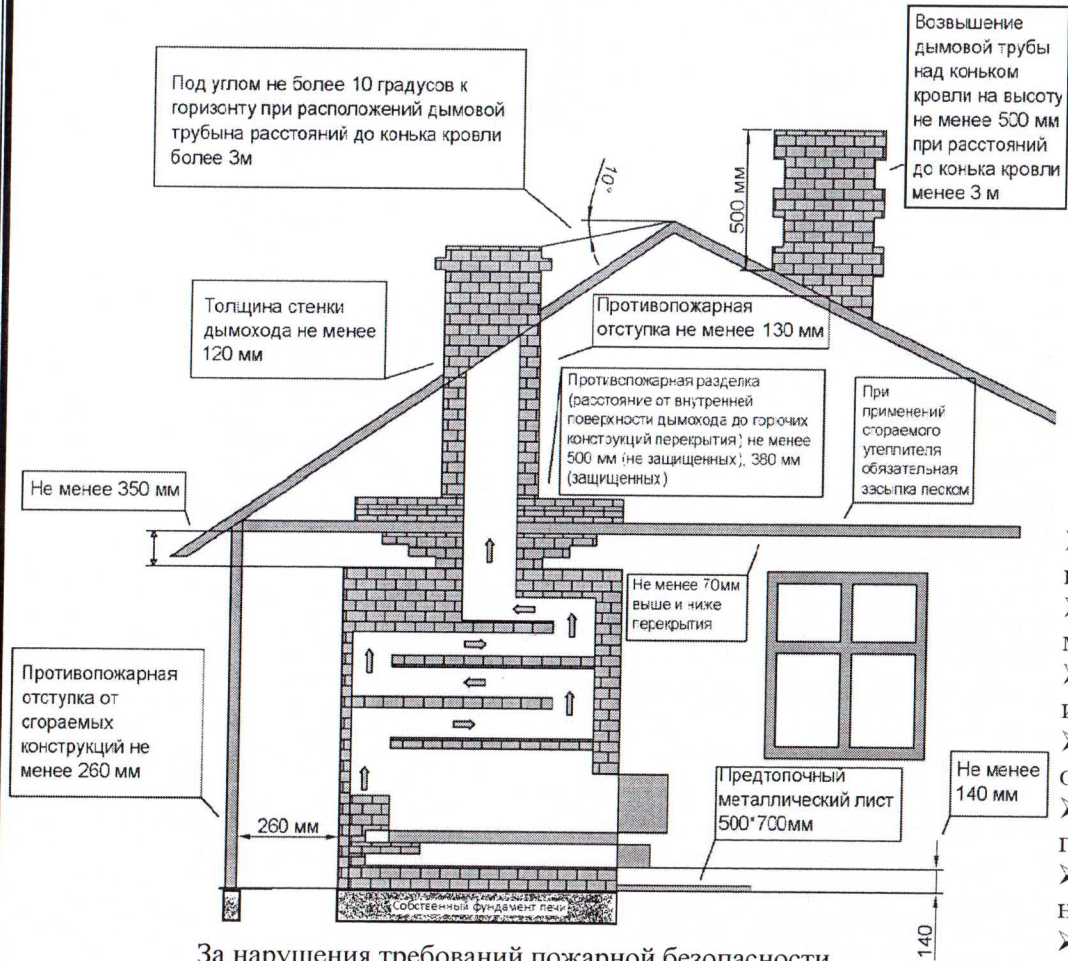 Возвышение
дымовой трубы
над коньком
кровли на высоту
не менее 500 мм
при расстояний
до конька кровли
менее 3 м
Под углом не более 10 градусов к
горизонту при расположений дымовой
трубына расстояний до конька кровли
более 3м
10°
500 мм
Толщина стенки
дымохода не менее
120 мм
Противопожарная
отступка не менее 130 мм
Противспожарная разделка
(расстояние от внутренней
поверхности дымохода до горючих
конструкций перекрытия) не менее
500 мм (не защищенных), 380 мм
(защищенных)
При
применений
сгораемого
утеплителя
обязательная
засыпка песком
Не менее 350 мм
Не менее 70мм
выше и ниже
перекрытия
Противопожарная
отступка от
сгораемых
конструкций не
менее 260 мм
260 мм
Предтопочный
металлический лист
500*700мм
Не менее
140 мм
140
Собственный фундамент печи
За нарушения требований пожарной безопасности